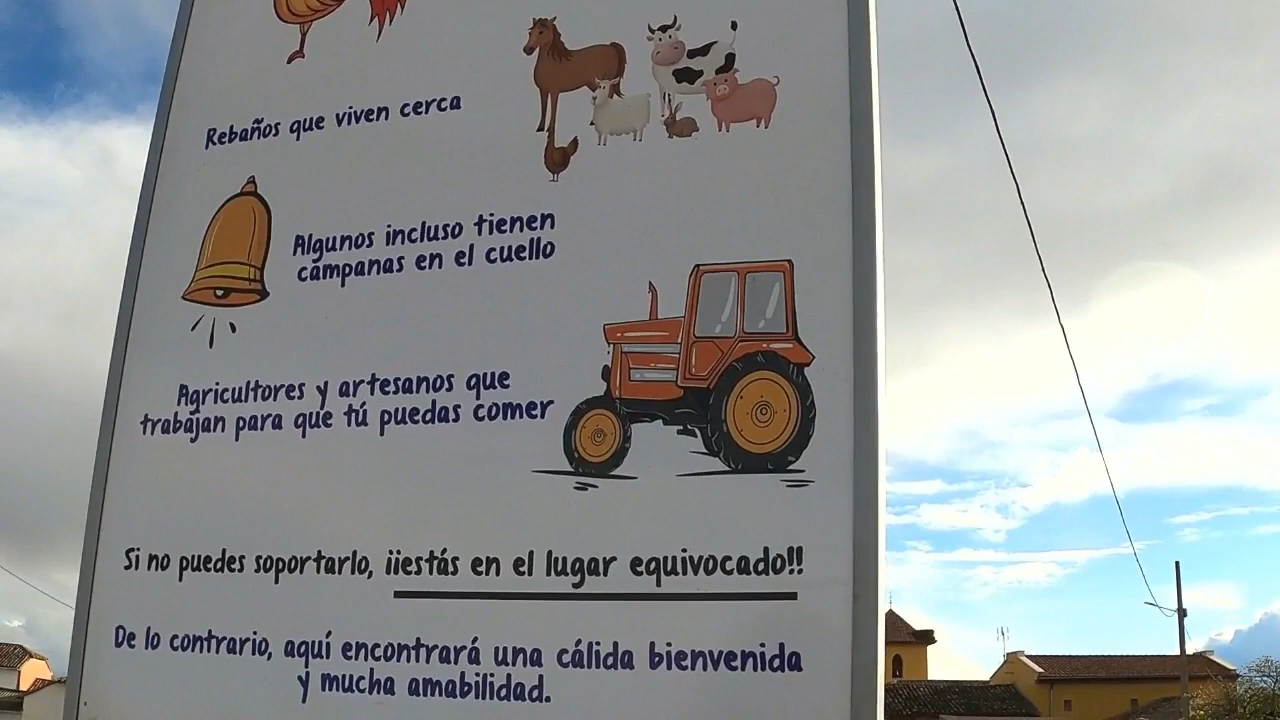 Rebaños que viven cerca
Algunos incluso tienen
campanas en el cuello
Agricultores y artesanos que
trabajan para que tú puedas comer
Si no puedes soportarlo, ¡¡estás en el lugar equivocado!!
De lo contrario, aquí encontrará una cálida bienvenida
y mucha amabilidad.